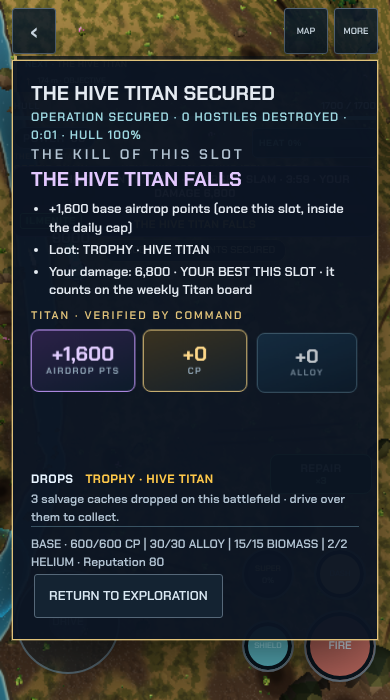 ‹
MAP
MORE
THE HIVE TITAN SECURED
OPERATION SECURED · 0 HOSTILES DESTROYED ·
0:01 · HULL 100%
THE KILL OF THIS SLOT
THE HIVE TITAN FALLS
• +1,600 base airdrop points (once this slot, inside
the daily cap)
• Loot: TROPHY · HIVE TITAN
• Your damage: 6,800 · YOUR BEST THIS SLOT · it
counts on the weekly Titan board
TITAN · VERIFIED BY COMMAND
+1,600
AIRDROP PTS
+0
CP
+0
ALLOY
REPAIR
DROPS TROPHY · HIVE TITAN
3 salvage caches dropped on this battlefield · drive over
them to collect.
BASE · 600/600 CP | 30/30 ALLOY | 15/15 BIOMASS | 2/2
HELIUM · Reputation 80
RETURN TO EXPLORATION
SHIELD
FIRE